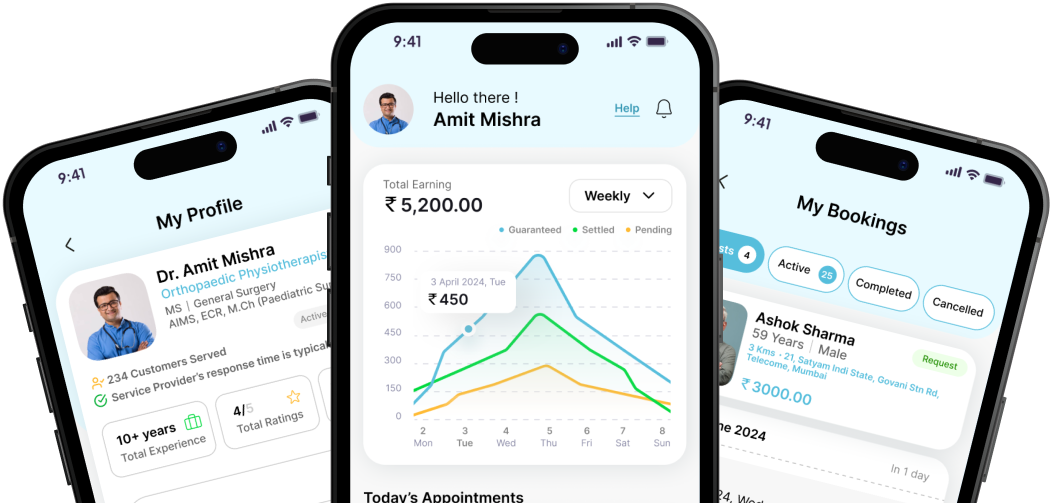 9:41
My Profile
Dr. Amit Mishra
Orthopaedic Physiotherapis
MS | General Surgery
AIMS, ECR, M.Ch (Paediatric Su
Active
234 Customers Served
Service Provider's response time is typical
10+ years
Total Experience
4/5
Total Ratings
9:41
Hello there !
Amit Mishra
Help
Total Earning
₹ 5,200.00
Weekly
Guaranteed
Settled
Pending
900
750
600
450
300
150
0
3 April 2024, Tue
₹ 450
2 3 4 5 6 7 8
Mon Tue Wed Thu Fri Sat Sun
Today's Appointments
9:41
My Bookings
sts 4
Active 25
Completed
Cancelled
Ashok Sharma
59 Years | Male
3 Kms • 21, Satyam Indi State, Govani Stn Rd,
Telecome, Mumbai
₹ 3000.00
Request
ne 2024
In 1 day
24, Wed